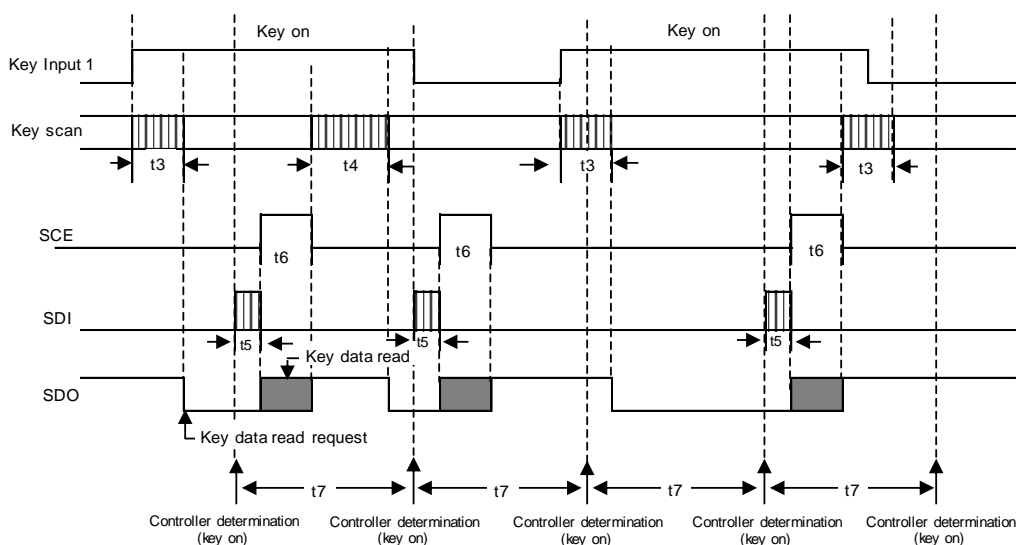 Key on
Key on
Key Input 1
Key scan
t3
t4
t3
t3
SCE
t6
t6
t6
SDI
t5
t5
t5
Key data read
SDO
Key data read request
t7
t7
t7
t7
Controller determination
(key on)
Controller determination
(key on)
Controller determination
(key on)
Controller determination
(key on)
Controller determination
(key on)